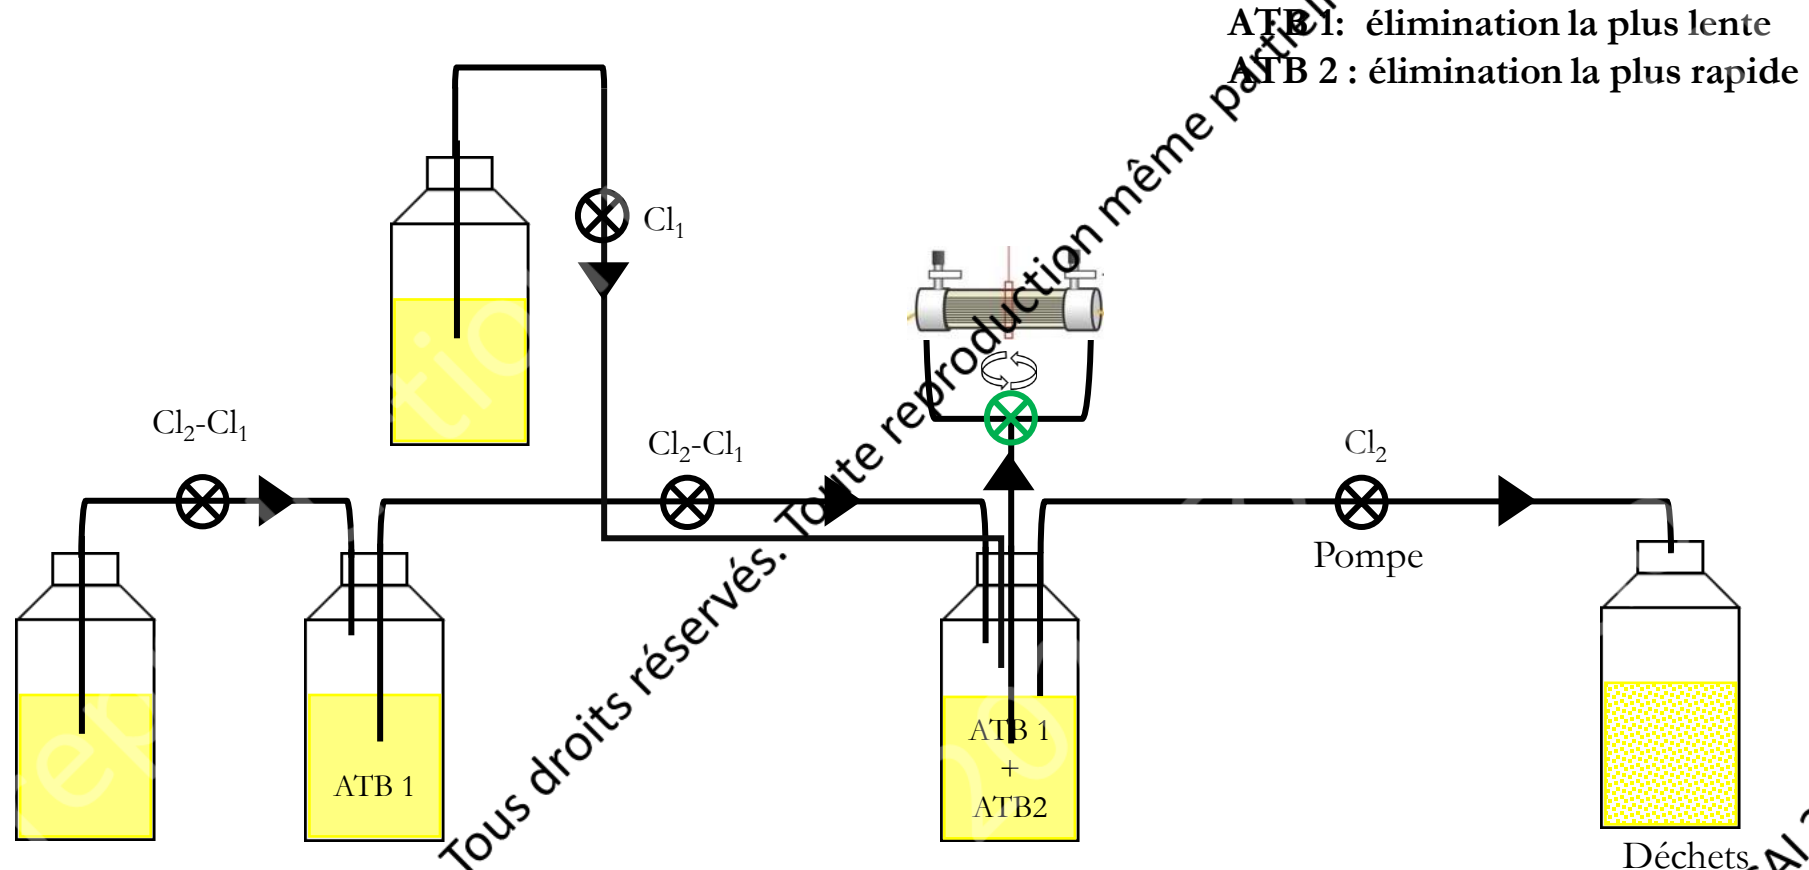 ATB 1: élimination la plus lente
ATB 2 : élimination la plus rapide
Cl₁
Cl₂-Cl₁
Cl₂-Cl₁
Cl₂
Pompe
ATB 1
ATB 1
+
ATB2
Déchets
Tous droits réservés. Toute reproduction même